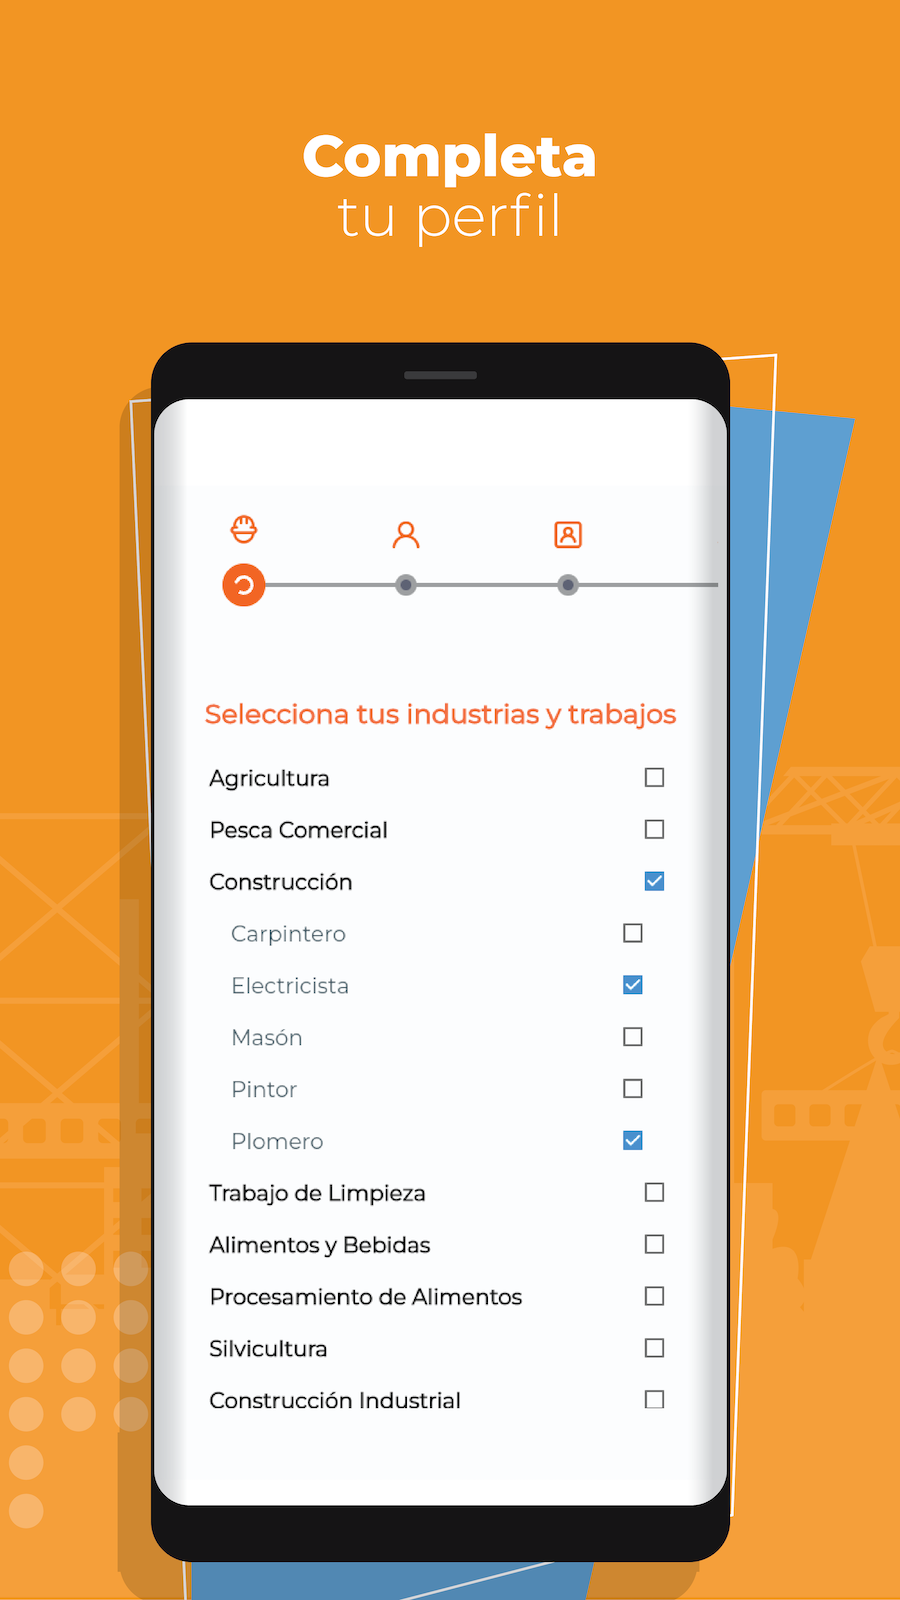 Completa
tu perfil
Selecciona tus industrias y trabajos
Agricultura
Pesca Comercial
Construcción
Carpintero
Electricista
Masón
Pintor
Plomero
Trabajo de Limpieza
Alimentos y Bebidas
Procesamiento de Alimentos
Silvicultura
Construcción Industrial